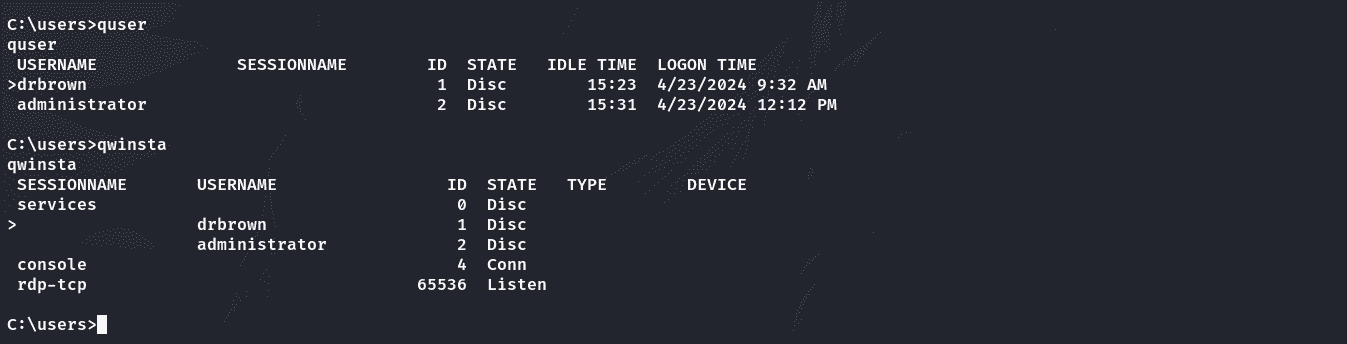 C:\users>quser
quser
 USERNAME              SESSIONNAME        ID  STATE   IDLE TIME  LOGON TIME
>drbrown                                   1  Disc        15:23  4/23/2024 9:32 AM
 administrator                             2  Disc        15:31  4/23/2024 12:12 PM
C:\users>qwinsta
qwinsta
 SESSIONNAME       USERNAME                 ID  STATE   TYPE        DEVICE
 services                                    0  Disc
>                  drbrown                   1  Disc
                   administrator             2  Disc
 console                                     4  Conn
 rdp-tcp                                 65536  Listen
C:\users>